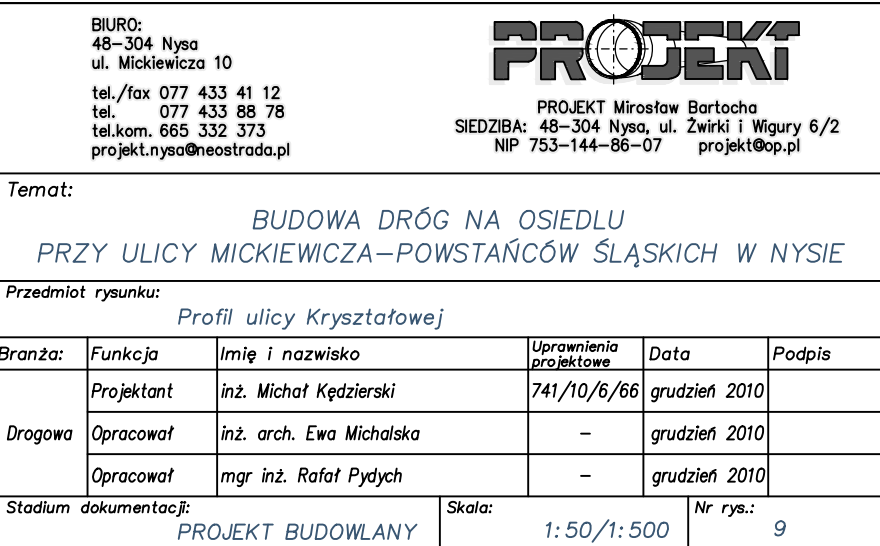 BIURO:
48-304 Nysa
ul. Mickiewicza 10
tel./fax 077 433 41 12
tel. 077 433 88 78
tel.kom. 665 332 373
projekt.nysa@neostrada.pl
PROJEKT
PROJEKT Mirosław Bartocha
SIEDZIBA: 48-304 Nysa, ul. Żwirki i Wigury 6/2
NIP 753-144-86-07 projekt@op.pl
Temat:
BUDOWA DRÓG NA OSIEDLU
PRZY ULICY MICKIEWICZA-POWSTAŃCÓW ŚLĄSKICH W NYSIE
Przedmiot rysunku:
Profil ulicy Kryształowej
Branża: Funkcja Imię i nazwisko Uprawnienia projektowe Data Podpis
Projektant inż. Michał Kędzierski 741/10/6/66 grudzień 2010
Drogowa Opracował inż. arch. Ewa Michalska - grudzień 2010
Opracował mgr inż. Rafał Pydych - grudzień 2010
Stadium dokumentacji: Skala: Nr rys.:
PROJEKT BUDOWLANY 1:50/1:500 9